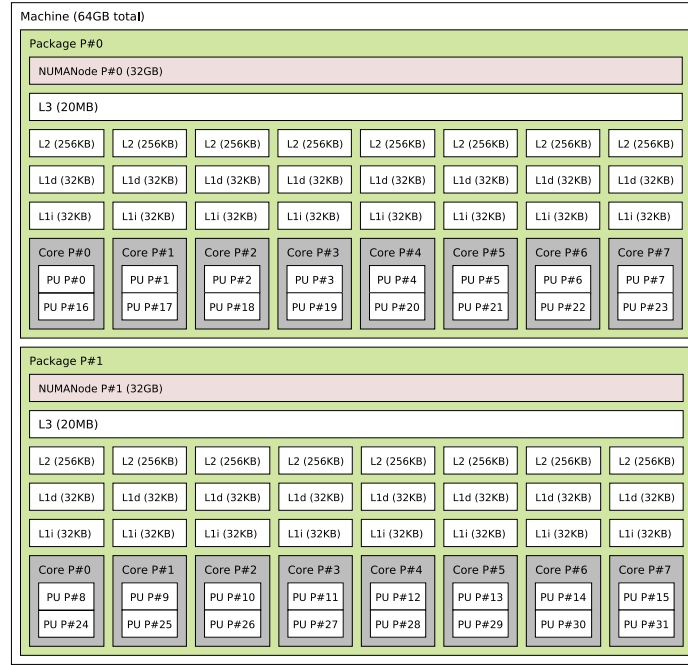 Machine (64GB total)
Package P#0
NUMANode P#0 (32GB)
L3 (20MB)
L2 (256KB) L2 (256KB) L2 (256KB) L2 (256KB) L2 (256KB) L2 (256KB) L2 (256KB) L2 (256KB)
L1d (32KB) L1d (32KB) L1d (32KB) L1d (32KB) L1d (32KB) L1d (32KB) L1d (32KB) L1d (32KB)
L1i (32KB) L1i (32KB) L1i (32KB) L1i (32KB) L1i (32KB) L1i (32KB) L1i (32KB) L1i (32KB)
Core P#0 Core P#1 Core P#2 Core P#3 Core P#4 Core P#5 Core P#6 Core P#7
PU P#0 PU P#1 PU P#2 PU P#3 PU P#4 PU P#5 PU P#6 PU P#7
PU P#16 PU P#17 PU P#18 PU P#19 PU P#20 PU P#21 PU P#22 PU P#23
Package P#1
NUMANode P#1 (32GB)
L3 (20MB)
L2 (256KB) L2 (256KB) L2 (256KB) L2 (256KB) L2 (256KB) L2 (256KB) L2 (256KB) L2 (256KB)
L1d (32KB) L1d (32KB) L1d (32KB) L1d (32KB) L1d (32KB) L1d (32KB) L1d (32KB) L1d (32KB)
L1i (32KB) L1i (32KB) L1i (32KB) L1i (32KB) L1i (32KB) L1i (32KB) L1i (32KB) L1i (32KB)
Core P#0 Core P#1 Core P#2 Core P#3 Core P#4 Core P#5 Core P#6 Core P#7
PU P#8 PU P#9 PU P#10 PU P#11 PU P#12 PU P#13 PU P#14 PU P#15
PU P#24 PU P#25 PU P#26 PU P#27 PU P#28 PU P#29 PU P#30 PU P#31